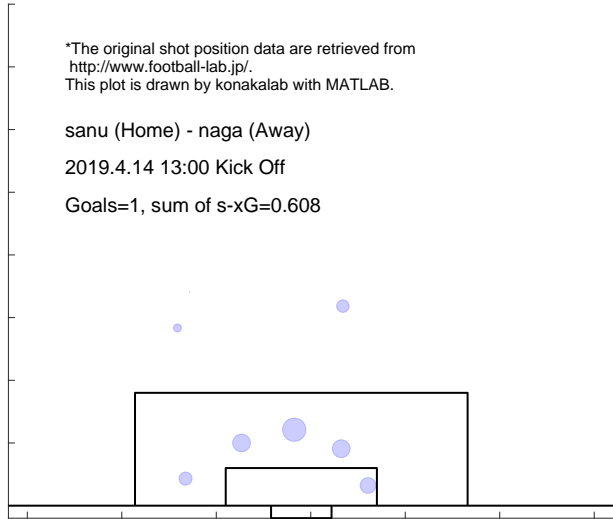 *The original shot position data are retrieved from
http://www.football-lab.jp/.
This plot is drawn by konakalab with MATLAB.
sanu (Home) - naga (Away)
2019.4.14 13:00 Kick Off
Goals=1, sum of s-xG=0.608